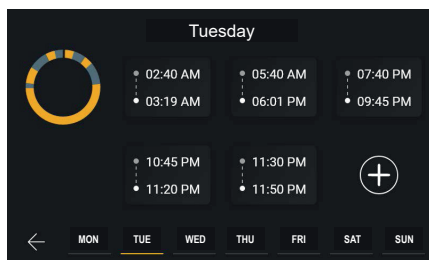 Tuesday
02:40 AM 05:40 AM 07:40 PM
03:19 AM 06:01 PM 09:45 PM
10:45 PM 11:30 PM
11:20 PM 11:50 PM
MON TUE WED THU FRI SAT SUN